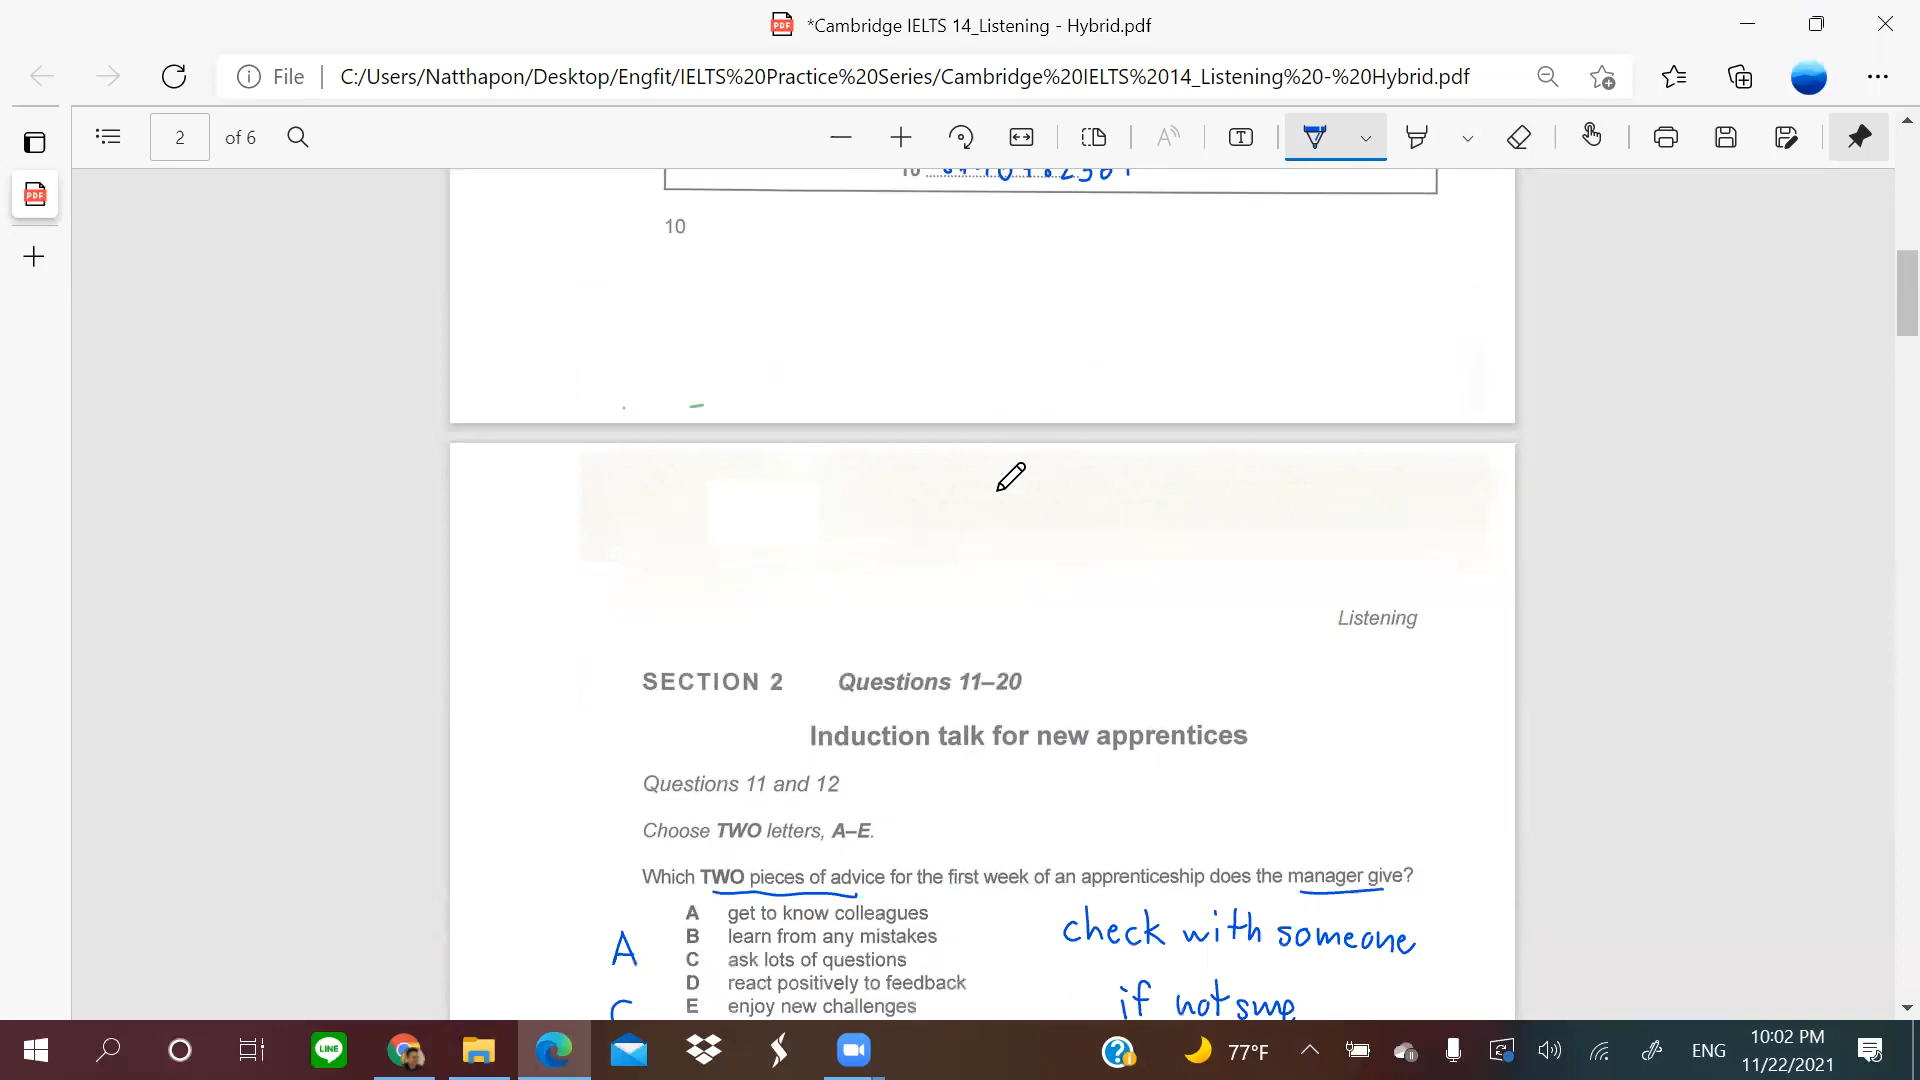 *Cambridge IELTS 14_Listening - Hybrid.pdf
File C:/Users/Natthapon/Desktop/Engfit/IELTS%20Practice%20Series/Cambridge%20IELTS%2014_Listening%20-%20Hybrid.pdf
2 of 6
10
10
Listening
SECTION 2 Questions 11–20
Induction talk for new apprentices
Questions 11 and 12
Choose TWO letters, A–E.
Which TWO pieces of advice for the first week of an apprenticeship does the manager give?
A get to know colleagues
B learn from any mistakes
C ask lots of questions
D react positively to feedback
E enjoy new challenges
A
C
check with someone
if not sure
77°F ENG 10:02 PM
11/22/2021